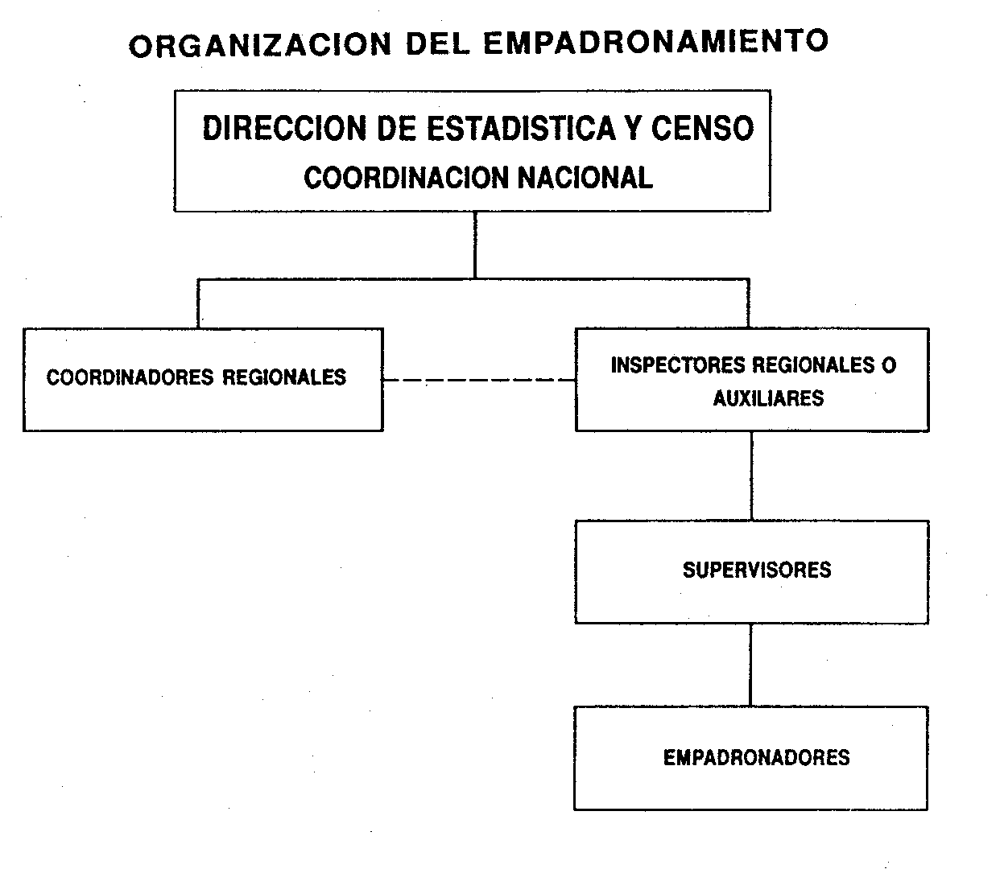 ORGANIZACION DEL EMPADRONAMIENTO
DIRECCION DE ESTADISTICA Y CENSO
COORDINACION NACIONAL
COORDINADORES REGIONALES
INSPECTORES REGIONALES O
AUXILIARES
SUPERVISORES
EMPADRONADORES